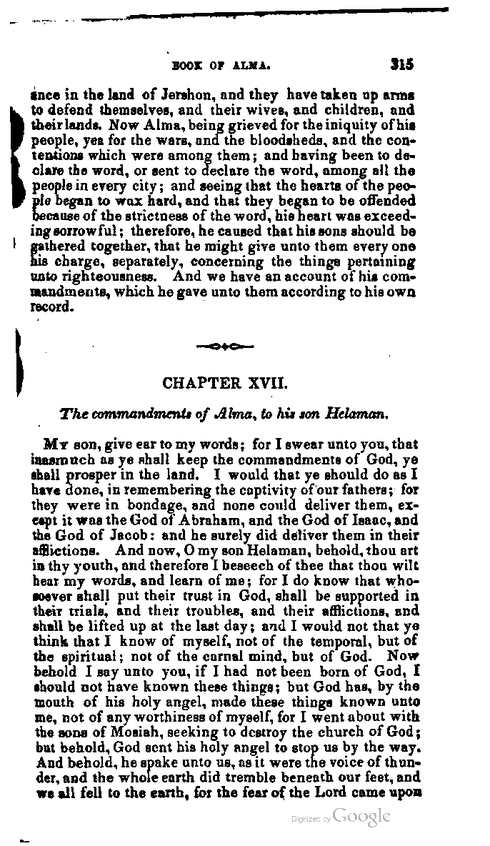 BOOK OF ALMA. 315
ance in the land of Jershon, and they have taken up arms
to defend themselves, and their wives, and children, and
their lands. Now Alma, being grieved for the iniquity of his
people, yea for the wars, and the bloodsheds, and the con-
tentions which were among them; and having been to de-
clare the word, or sent to declare the word, among all the
people in every city; and seeing that the hearts of the peo-
ple began to wax hard, and that they began to be offended
because of the strictness of the word, his heart was exceed-
ing sorrowful; therefore, he caused that his sons should be
gathered together, that he might give unto them every one
his charge, separately, concerning the things pertaining
unto righteousness. And we have an account of his com-
mandments, which he gave unto them according to his own
record.
CHAPTER XVII.
The commandments of Alma, to his son Helaman.
My son, give ear to my words; for I swear unto you, that
inasmuch as ye shall keep the commandments of God, ye
shall prosper in the land. I would that ye should do as I
have done, in remembering the captivity of our fathers; for
they were in bondage, and none could deliver them, ex-
cept it was the God of Abraham, and the God of Isaac, and
the God of Jacob: and he surely did deliver them in their
afflictions. And now, O my son Helaman, behold, thou art
in thy youth, and therefore I beseech of thee that thou wilt
hear my words, and learn of me; for I do know that who-
soever shall put their trust in God, shall be supported in
their trials, and their troubles, and their afflictions, and
shall be lifted up at the last day; and I would not that ye
think that I know of myself, not of the temporal, but of
the spiritual; not of the carnal mind, but of God. Now
behold I say unto you, if I had not been born of God, I
should not have known these things; but God has, by the
mouth of his holy angel, made these things known unto
me, not of any worthiness of myself, for I went about with
the sons of Mosiah, seeking to destroy the church of God;
but behold, God sent his holy angel to stop us by the way.
And behold, he spake unto us, as it were the voice of thun-
der, and the whole earth did tremble beneath our feet, and
we all fell to the earth, for the fear of the Lord came upon
Digitized by Google